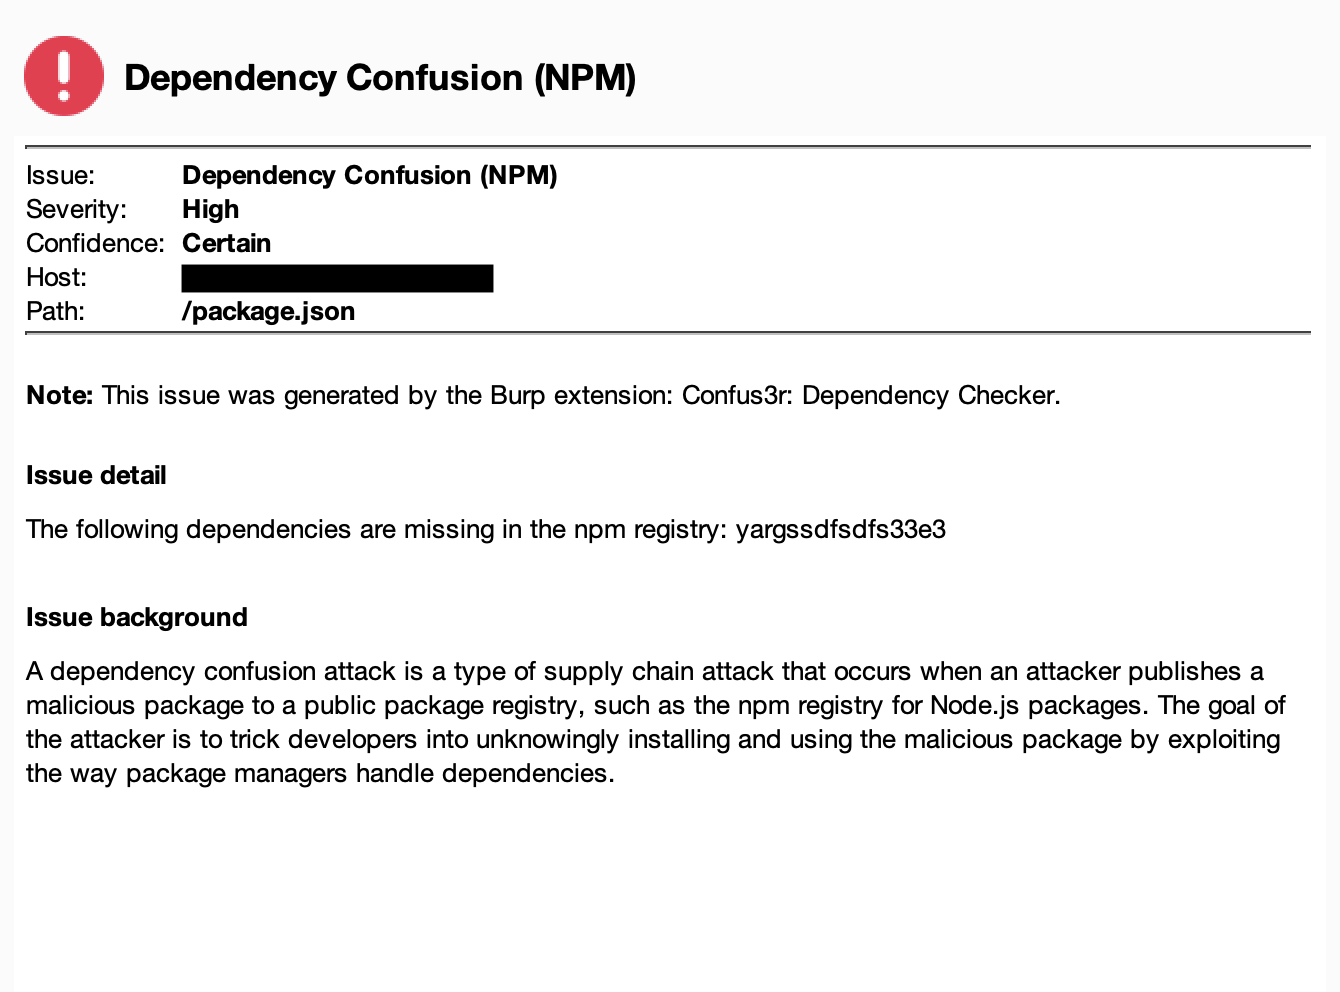 Dependency Confusion (NPM)
Issue: Dependency Confusion (NPM)
Severity: High
Confidence: Certain
Host:
Path: /package.json
Note: This issue was generated by the Burp extension: Confus3r: Dependency Checker.
Issue detail
The following dependencies are missing in the npm registry: yargssdfsdfs33e3
Issue background
A dependency confusion attack is a type of supply chain attack that occurs when an attacker publishes a
malicious package to a public package registry, such as the npm registry for Node.js packages. The goal of
the attacker is to trick developers into unknowingly installing and using the malicious package by exploiting
the way package managers handle dependencies.